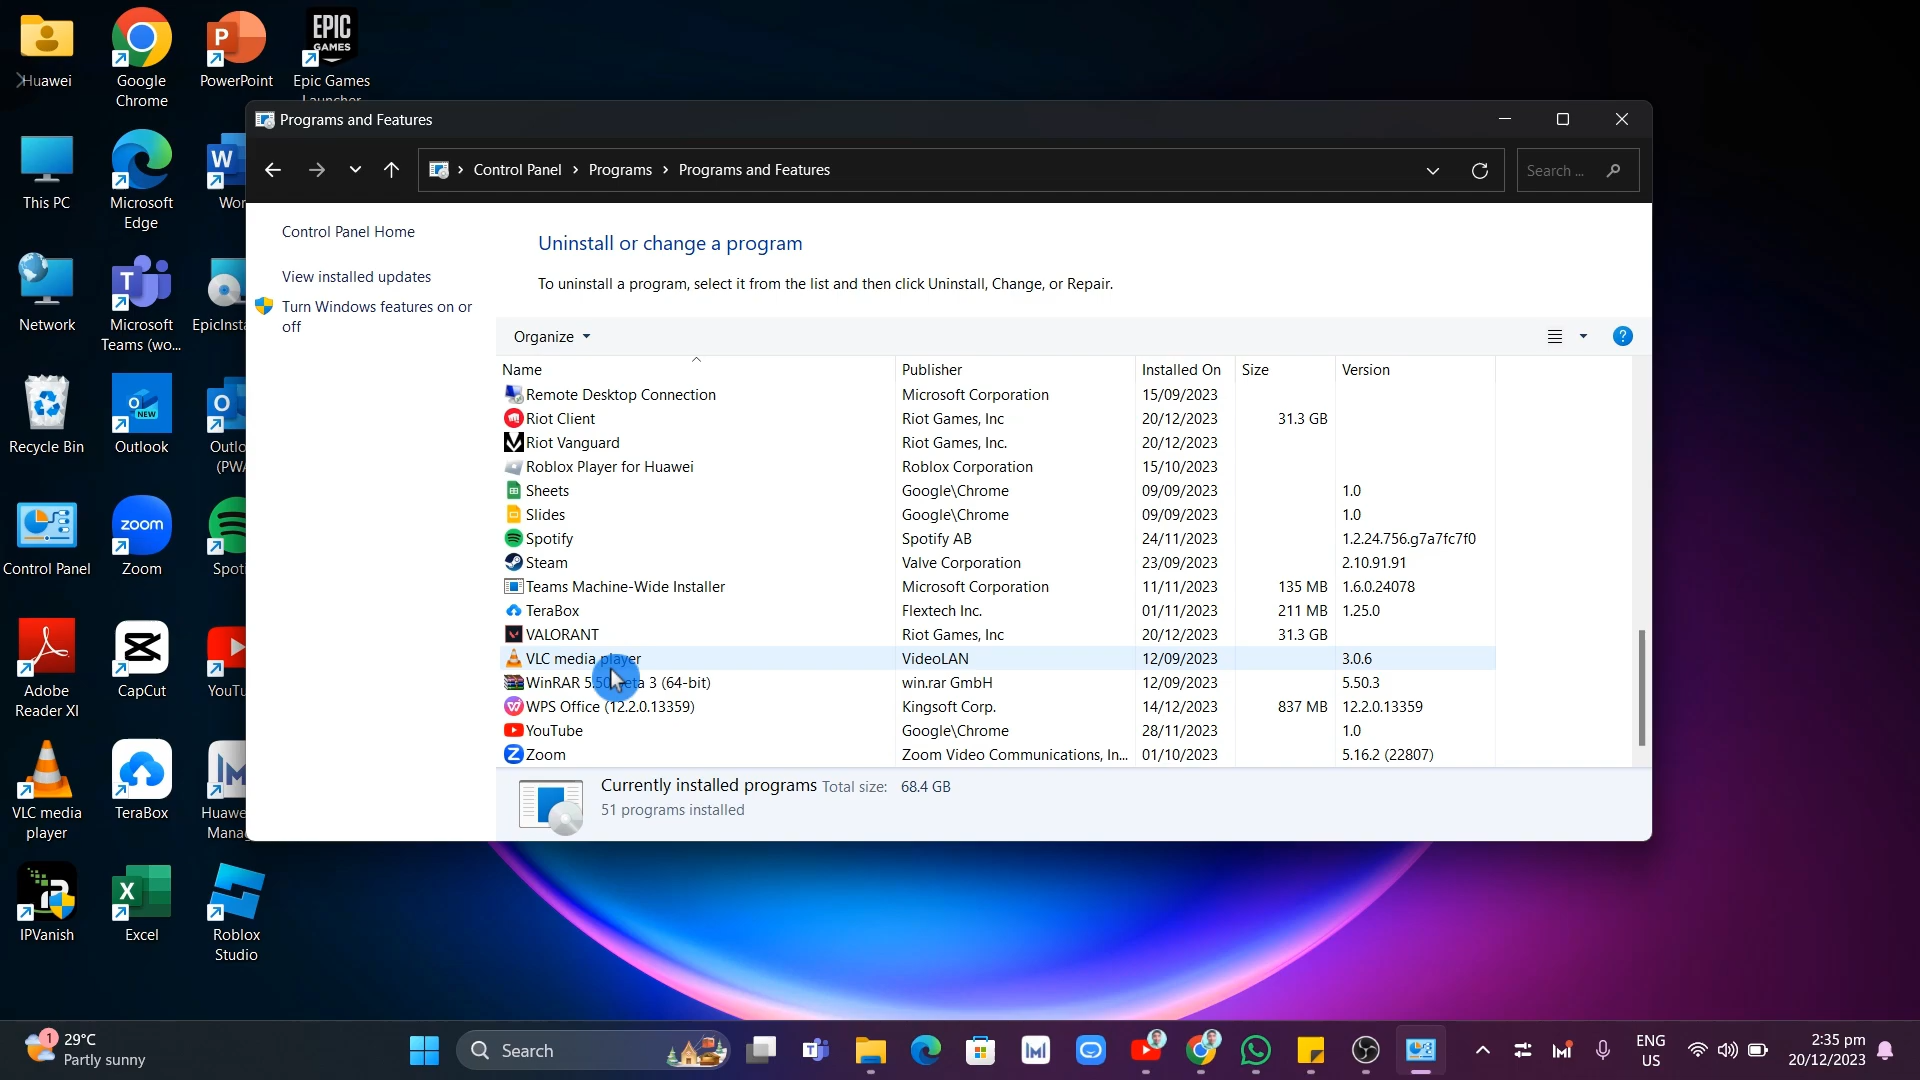 Huawei
Google
Chrome
PowerPoint
EPIC
GAMES
Epic Games
Launcher
This PC
Microsoft
Edge
Wor
Network
Microsoft
Teams (wo...
EpicInsta
Recycle Bin
NEW
Outlook
Outlo
(PWA
Control Panel
zoom
Zoom
Spoti
Adobe
Reader XI
CapCut
YouTu
VLC media
player
TeraBox
Huawe
Mana
IPVanish
Excel
Roblox
Studio
Programs and Features
Control Panel > Programs > Programs and Features
Search ...
Control Panel Home
View installed updates
Turn Windows features on or
off
Uninstall or change a program
To uninstall a program, select it from the list and then click Uninstall, Change, or Repair.
Organize
Name Publisher Installed On Size Version
Remote Desktop Connection Microsoft Corporation 15/09/2023
Riot Client Riot Games, Inc 20/12/2023 31.3 GB
Riot Vanguard Riot Games, Inc. 20/12/2023
Roblox Player for Huawei Roblox Corporation 15/10/2023
Sheets Google\Chrome 09/09/2023 1.0
Slides Google\Chrome 09/09/2023 1.0
Spotify Spotify AB 24/11/2023 1.2.24.756.g7a7fc7f0
Steam Valve Corporation 23/09/2023 2.10.91.91
Teams Machine-Wide Installer Microsoft Corporation 11/11/2023 135 MB 1.6.0.24078
TeraBox Flextech Inc. 01/11/2023 211 MB 1.25.0
VALORANT Riot Games, Inc 20/12/2023 31.3 GB
VLC media player VideoLAN 12/09/2023 3.0.6
WinRAR 5.50 beta 3 (64-bit) win.rar GmbH 12/09/2023 5.50.3
WPS Office (12.2.0.13359) Kingsoft Corp. 14/12/2023 837 MB 12.2.0.13359
YouTube Google\Chrome 28/11/2023 1.0
Zoom Zoom Video Communications, In... 01/10/2023 5.16.2 (22807)
Currently installed programs Total size: 68.4 GB
51 programs installed
1
29°C
Partly sunny
Search
ENG
US
2:35 pm
20/12/2023